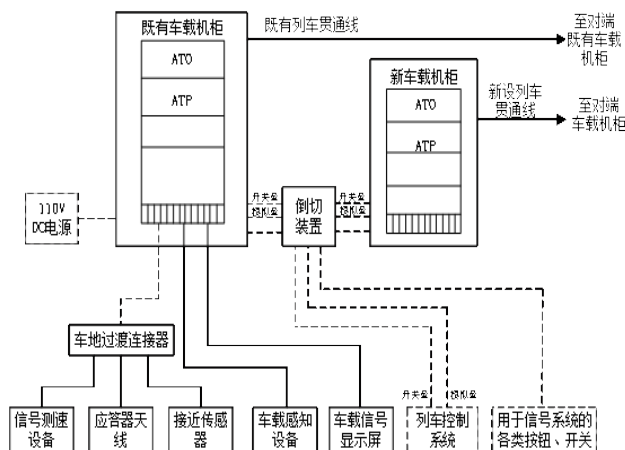 既有车载机柜
ATO
ATP
既有列车贯通线
至对端
既有车载
机柜
新车载机柜
ATO
ATP
新设列车
贯通线
至对端
车载机柜
110V
DC电源
开关量
模拟量
倒切
装置
开关量
模拟量
车地过渡连接器
开关量
模拟量
信号测速
设备
应答器天
线
接近传感
器
车载感知
设备
车载信号
显示屏
列车控制
系统
用于信号系统的
各类按钮、开关